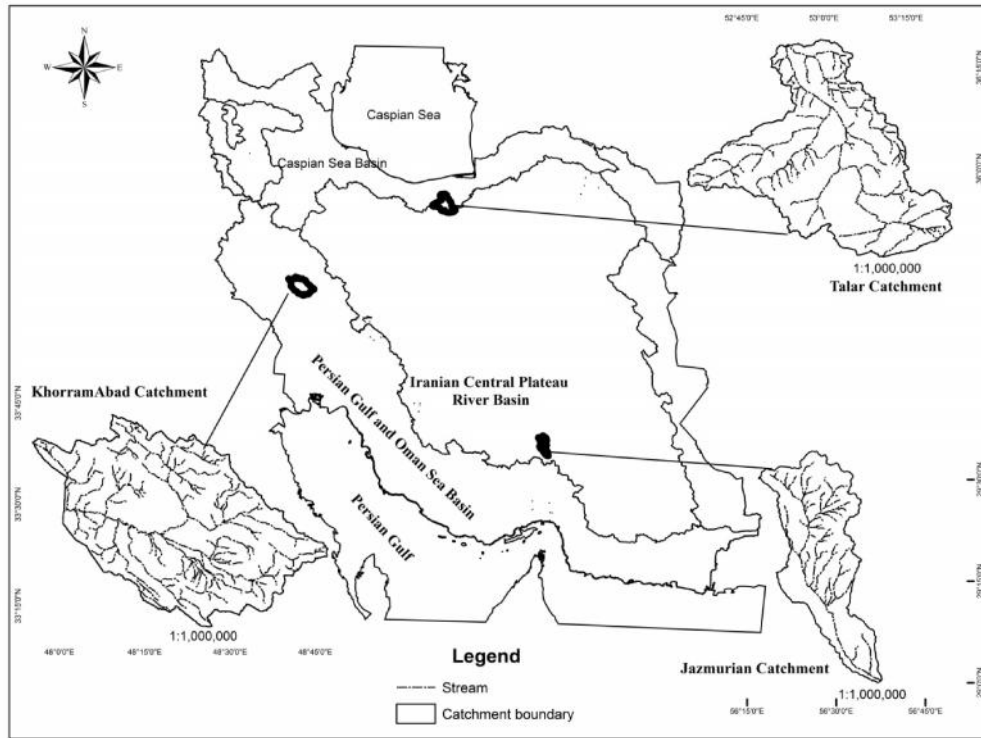 52°45'0"E 53°0'0"E 53°15'0"E
N
W E
S
Caspian Sea
Caspian Sea Basin
36°0'0"N
1:1,000,000
Talar Catchment
KhorramAbad Catchment
Iranian Central Plateau
River Basin
Persian Gulf and Oman Sea Basin
Persian Gulf
33°45'0"N
33°30'0"N
33°15'0"N
1:1,000,000
48°0'0"E 48°15'0"E 48°30'0"E 48°45'0"E
Jazmurian Catchment
1:1,000,000
56°15'0"E 56°30'0"E 56°45'0"E
Legend
Stream
Catchment boundary